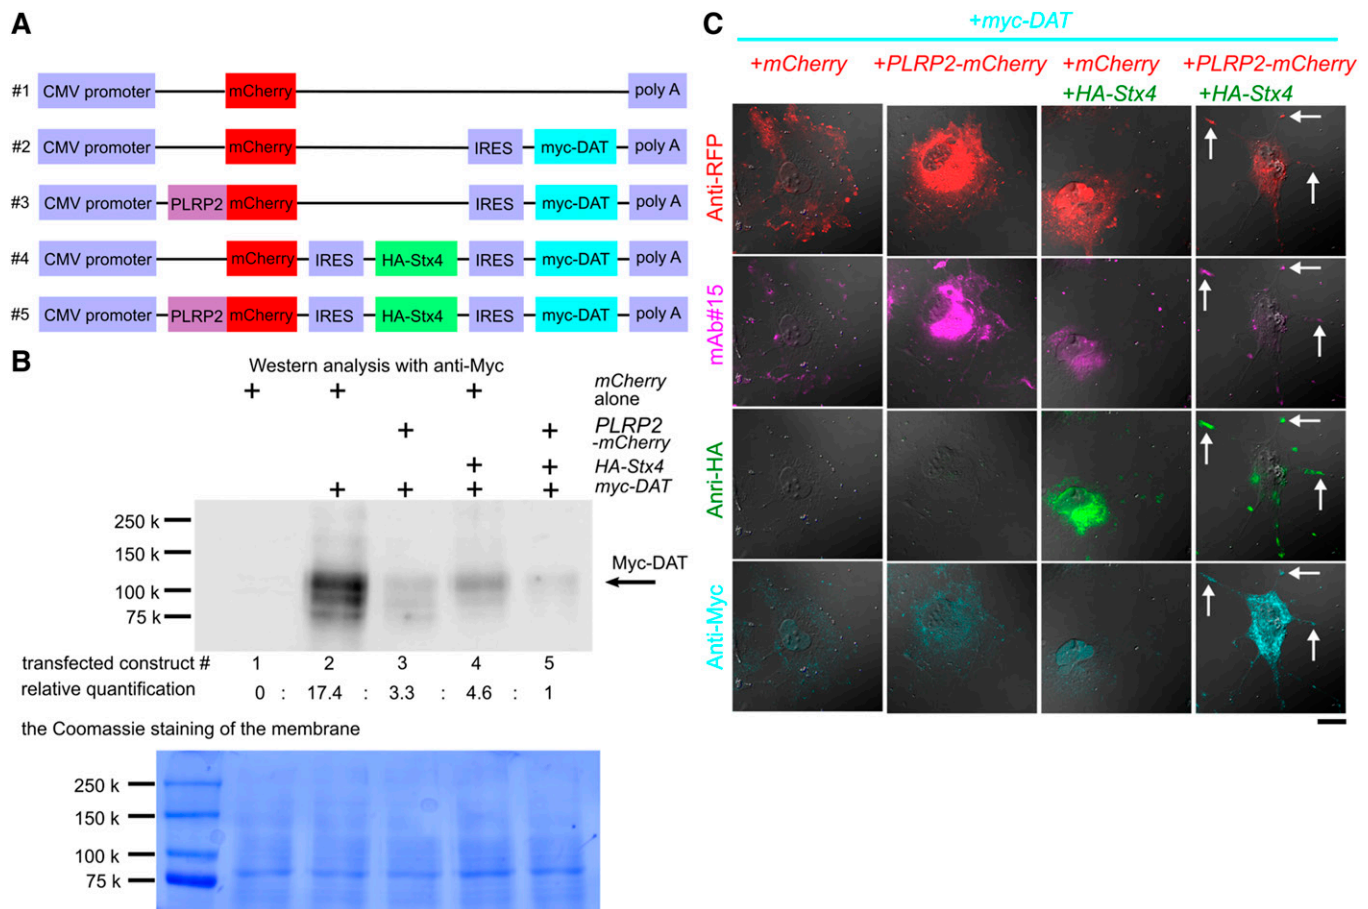 A
#1 CMV promoter mCherry poly A
#2 CMV promoter mCherry IRES myc-DAT poly A
#3 CMV promoter PLRP2 mCherry IRES myc-DAT poly A
#4 CMV promoter mCherry IRES HA-Stx4 IRES myc-DAT poly A
#5 CMV promoter PLRP2 mCherry IRES HA-Stx4 IRES myc-DAT poly A
B
Western analysis with anti-Myc
+ + + mCherry alone
+ + PLRP2 -mCherry
+ + HA-Stx4
+ + + + myc-DAT
250 k
150 k
100 k
75 k
Myc-DAT
transfected construct # 1 2 3 4 5
relative quantification 0 : 17.4 : 3.3 : 4.6 : 1
the Coomassie staining of the membrane
250 k
150 k
100 k
75 k
C
+myc-DAT
+mCherry +PLRP2-mCherry +mCherry +PLRP2-mCherry
+HA-Stx4 +HA-Stx4
Anti-RFP
mAb#15
Anri-HA
Anti-Myc